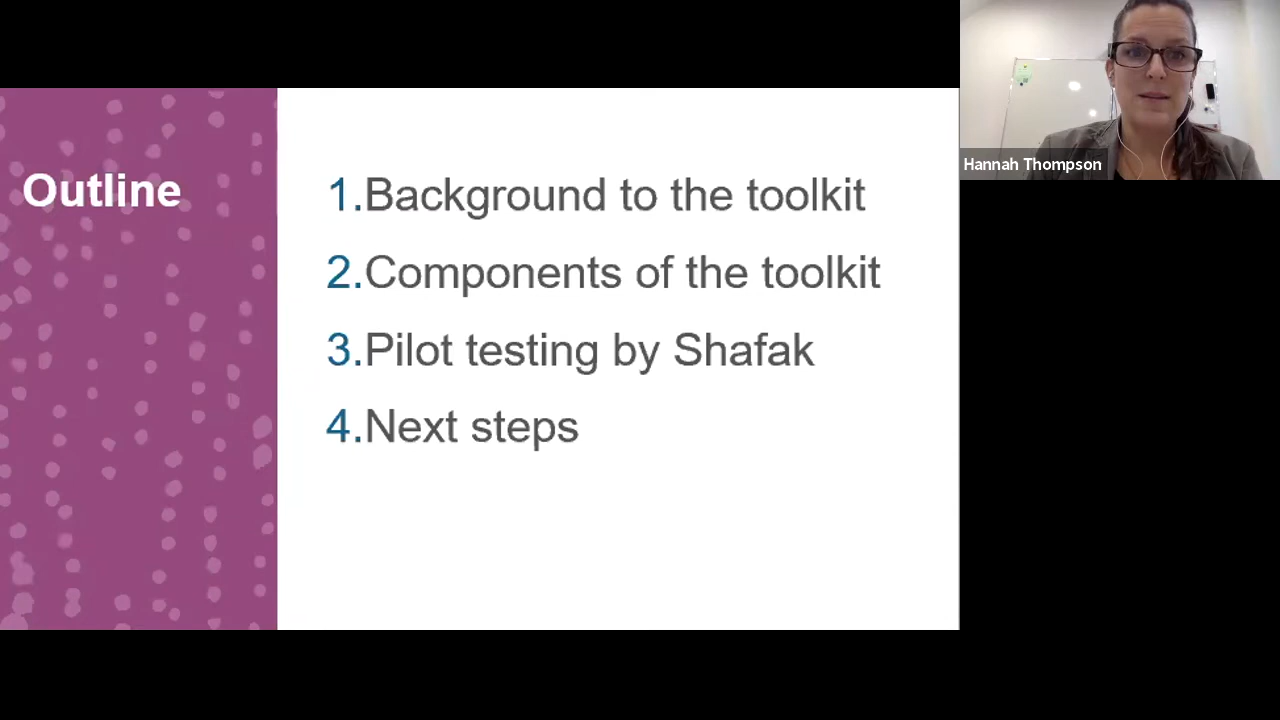 Outline
1.Background to the toolkit
2.Components of the toolkit
3.Pilot testing by Shafak
4.Next steps
Hannah Thompson